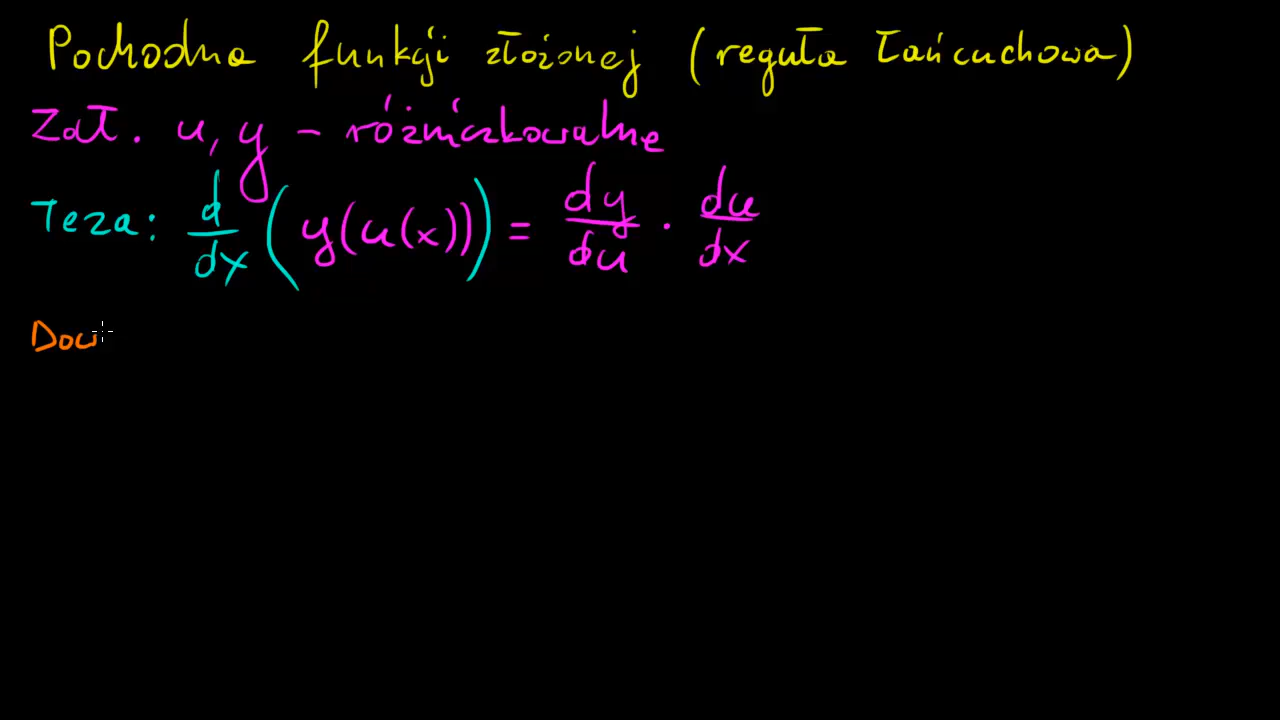 Pochodna funkcji złożonej (reguła łańcuchowa)
Zał. u, y - różniczkowalne
Teza: d/dx (y(u(x))) = dy/du · du/dx
Dow